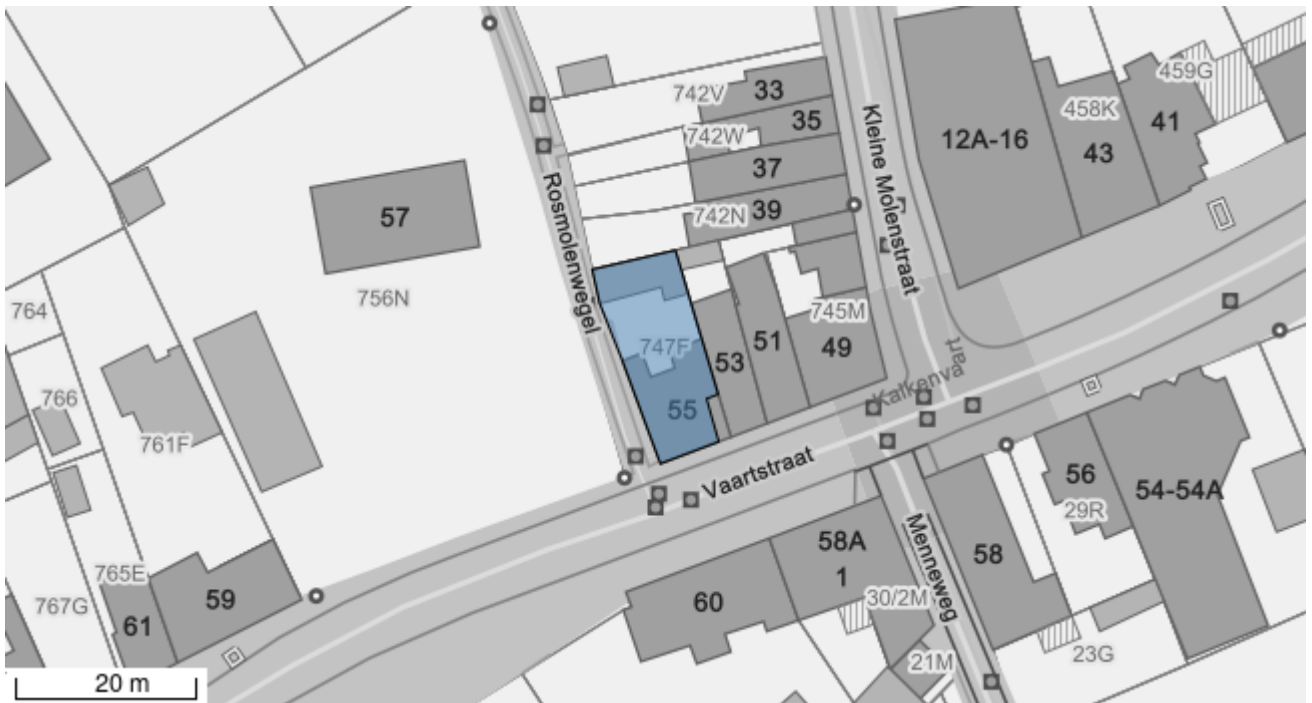 33
742V
459G
35
742W
458K
41
12A-16
43
37
Kleine Molenstraat
39
742N
57
Rosmolenwegel
756N
764
745M
747F
53
51
49
Kalkenvaart
766
55
761F
Vaartstraat
56
54-54A
29R
58A
1
58
Menneweg
765E
767G
59
60
30/2M
61
21M
23G
20 m